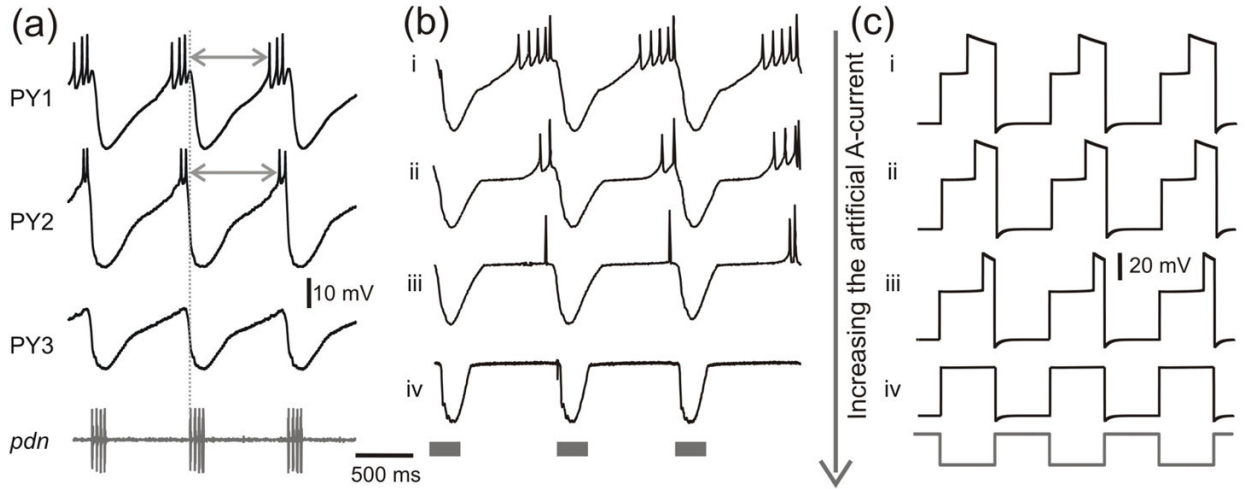 (a)
PY1
PY2
10 mV
PY3
pdn
500 ms
(b)
i
ii
iii
iv
Increasing the artificial A-current
(c)
i
ii
20 mV
iii
iv